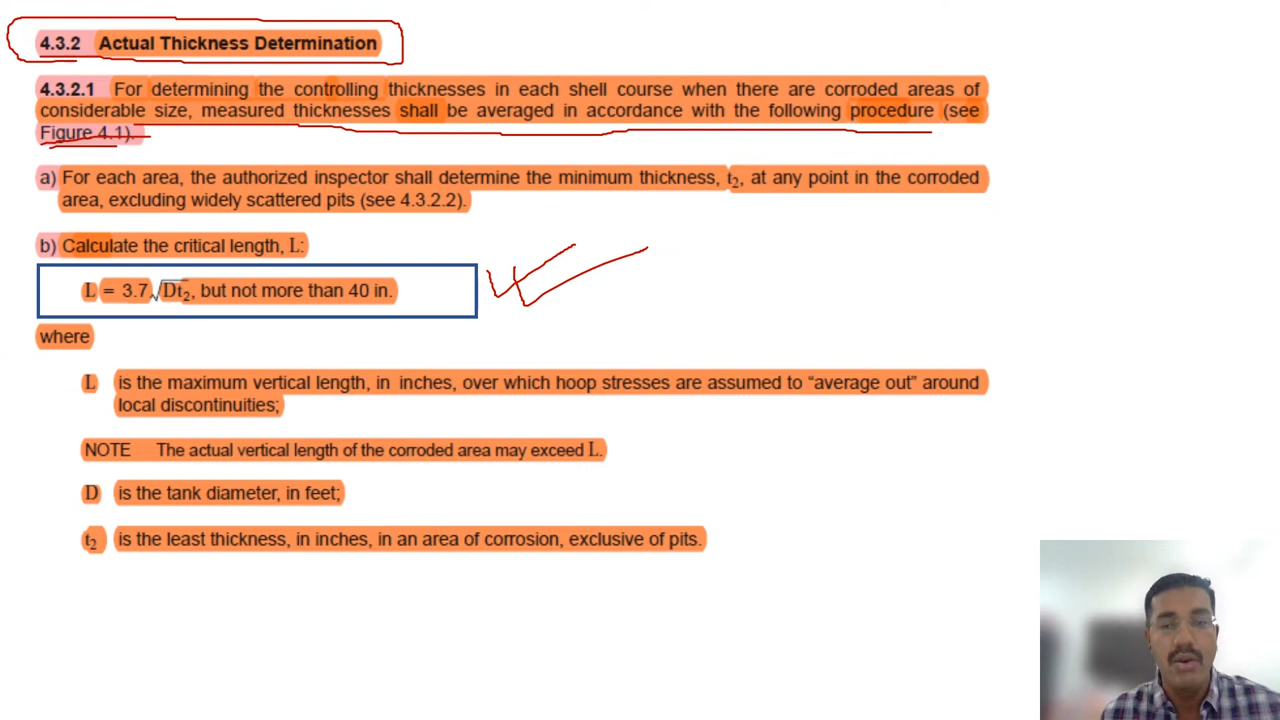 4.3.2 Actual Thickness Determination
4.3.2.1 For determining the controlling thicknesses in each shell course when there are corroded areas of
considerable size, measured thicknesses shall be averaged in accordance with the following procedure (see
Figure 4.1).
a) For each area, the authorized inspector shall determine the minimum thickness, t₂, at any point in the corroded
area, excluding widely scattered pits (see 4.3.2.2).
b) Calculate the critical length, L:
L = 3.7√Dt₂, but not more than 40 in.
where
L is the maximum vertical length, in inches, over which hoop stresses are assumed to “average out” around
local discontinuities;
NOTE The actual vertical length of the corroded area may exceed L.
D is the tank diameter, in feet;
t₂ is the least thickness, in inches, in an area of corrosion, exclusive of pits.